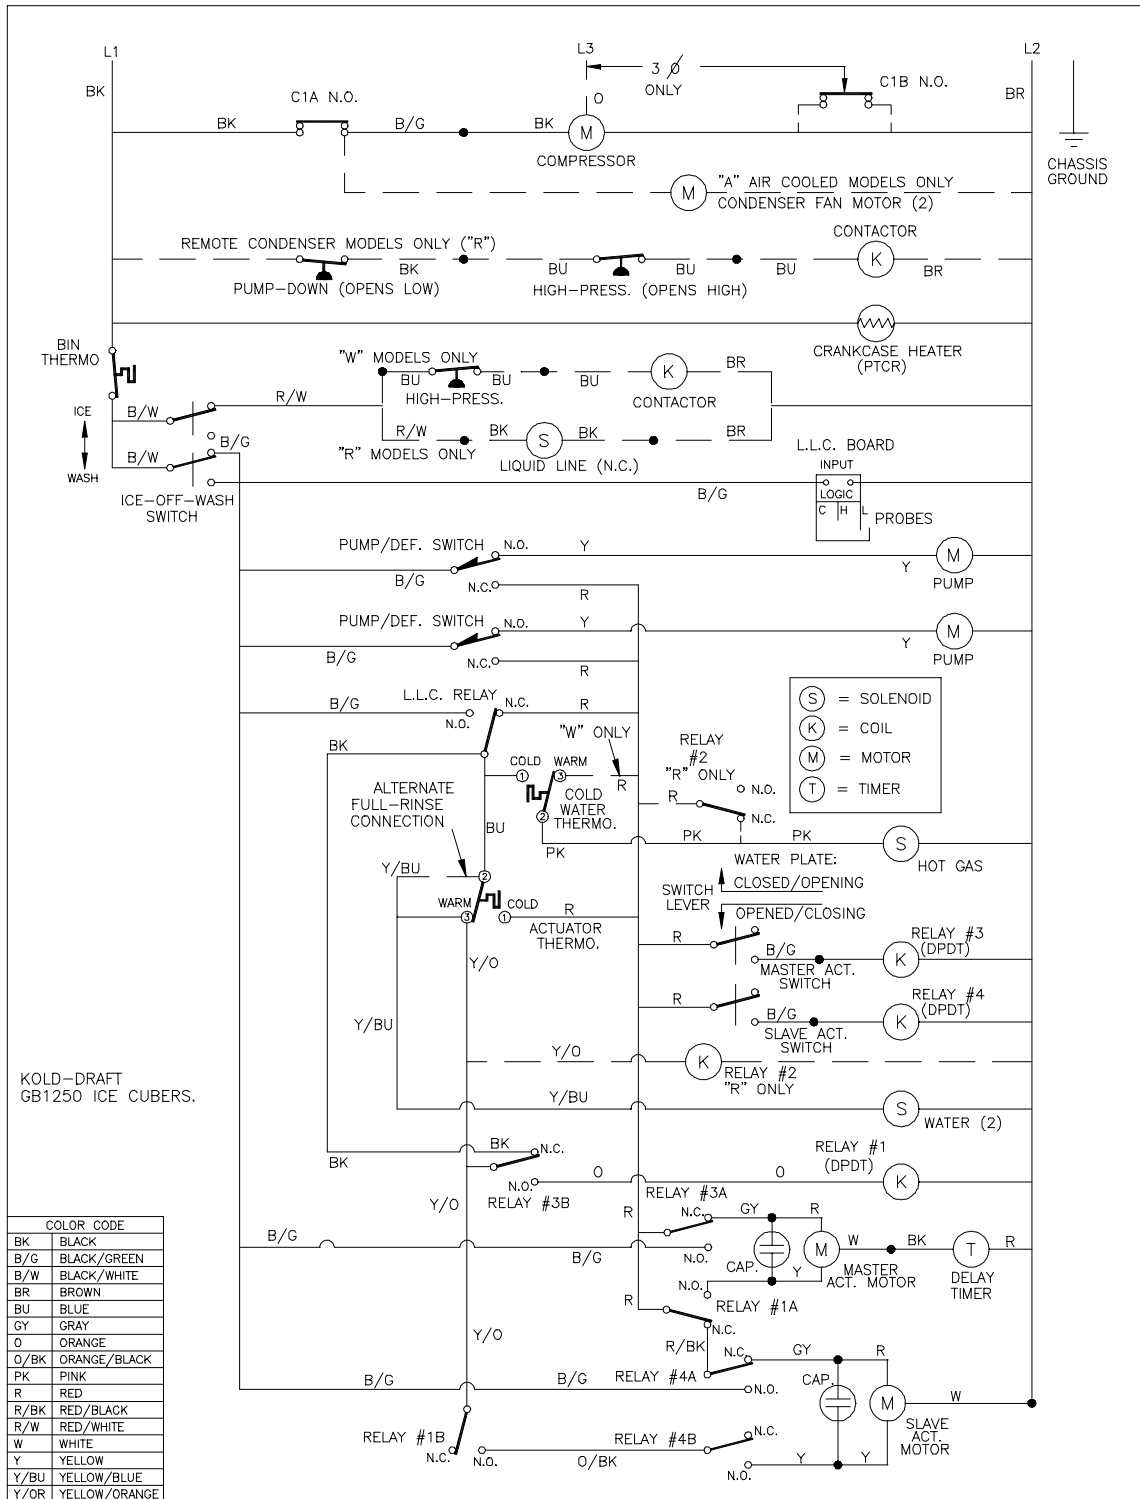 L1
L3
L2
3 Ø
ONLY
C1B N.O.
C1A N.O.
BK
BR
O
BK
B/G
BK
M
COMPRESSOR
CHASSIS
GROUND
M
"A" AIR COOLED MODELS ONLY
CONDENSER FAN MOTOR (2)
CONTACTOR
REMOTE CONDENSER MODELS ONLY ("R")
BK
BU
BU
BU
K
BR
PUMP-DOWN (OPENS LOW)
HIGH-PRESS. (OPENS HIGH)
CRANKCASE HEATER
(PTCR)
BIN
THERMO
"W" MODELS ONLY
BU
BU
K
BR
HIGH-PRESS.
CONTACTOR
R/W
ICE
B/W
R/W
BK
S
BK
BR
"R" MODELS ONLY
LIQUID LINE (N.C.)
B/G
B/W
WASH
ICE-OFF-WASH
SWITCH
L.L.C. BOARD
INPUT
LOGIC
C H L
PROBES
B/G
PUMP/DEF. SWITCH
N.O.
Y
B/G
N.C.
R
Y
M
PUMP
PUMP/DEF. SWITCH
N.O.
Y
B/G
N.C.
R
Y
M
PUMP
S = SOLENOID
K = COIL
M = MOTOR
T = TIMER
L.L.C. RELAY
B/G
N.O.
N.C.
R
"W" ONLY
RELAY
#2
"R" ONLY
BK
COLD
WARM
1
3
R
R
N.O.
N.C.
ALTERNATE
FULL-RINSE
CONNECTION
COLD
WATER
THERMO.
2
BU
PK
PK
PK
S
HOT GAS
Y/BU
2
WARM
COLD
3
1
R
ACTUATOR
THERMO.
WATER PLATE:
CLOSED/OPENING
SWITCH
LEVER
OPENED/CLOSING
R
B/G
MASTER ACT.
SWITCH
RELAY #3
(DPDT)
K
Y/O
R
B/G
SLAVE ACT.
SWITCH
RELAY #4
(DPDT)
K
Y/BU
Y/O
K
RELAY #2
"R" ONLY
KOLD-DRAFT
GB1250 ICE CUBERS.
Y/BU
S
WATER (2)
BK
BK
N.C.
N.O.
RELAY #3B
O
O
RELAY #1
(DPDT)
K
Y/O
RELAY #3A
R
N.C.
GY
R
B/G
B/G
N.O.
CAP.
M
W
BK
T
R
MASTER
ACT. MOTOR
DELAY
TIMER
Y
N.O.
R
RELAY #1A
N.C.
Y/O
R/BK
N.C.
GY
R
B/G
B/G
RELAY #4A
N.O.
CAP.
M
W
SLAVE
ACT.
MOTOR
RELAY #1B
N.C.
N.O.
O/BK
RELAY #4B
N.C.
N.O.
Y
Y
COLOR CODE
BK BLACK
B/G BLACK/GREEN
B/W BLACK/WHITE
BR BROWN
BU BLUE
GY GRAY
O ORANGE
O/BK ORANGE/BLACK
PK PINK
R RED
R/BK RED/BLACK
R/W RED/WHITE
W WHITE
Y YELLOW
Y/BU YELLOW/BLUE
Y/OR YELLOW/ORANGE